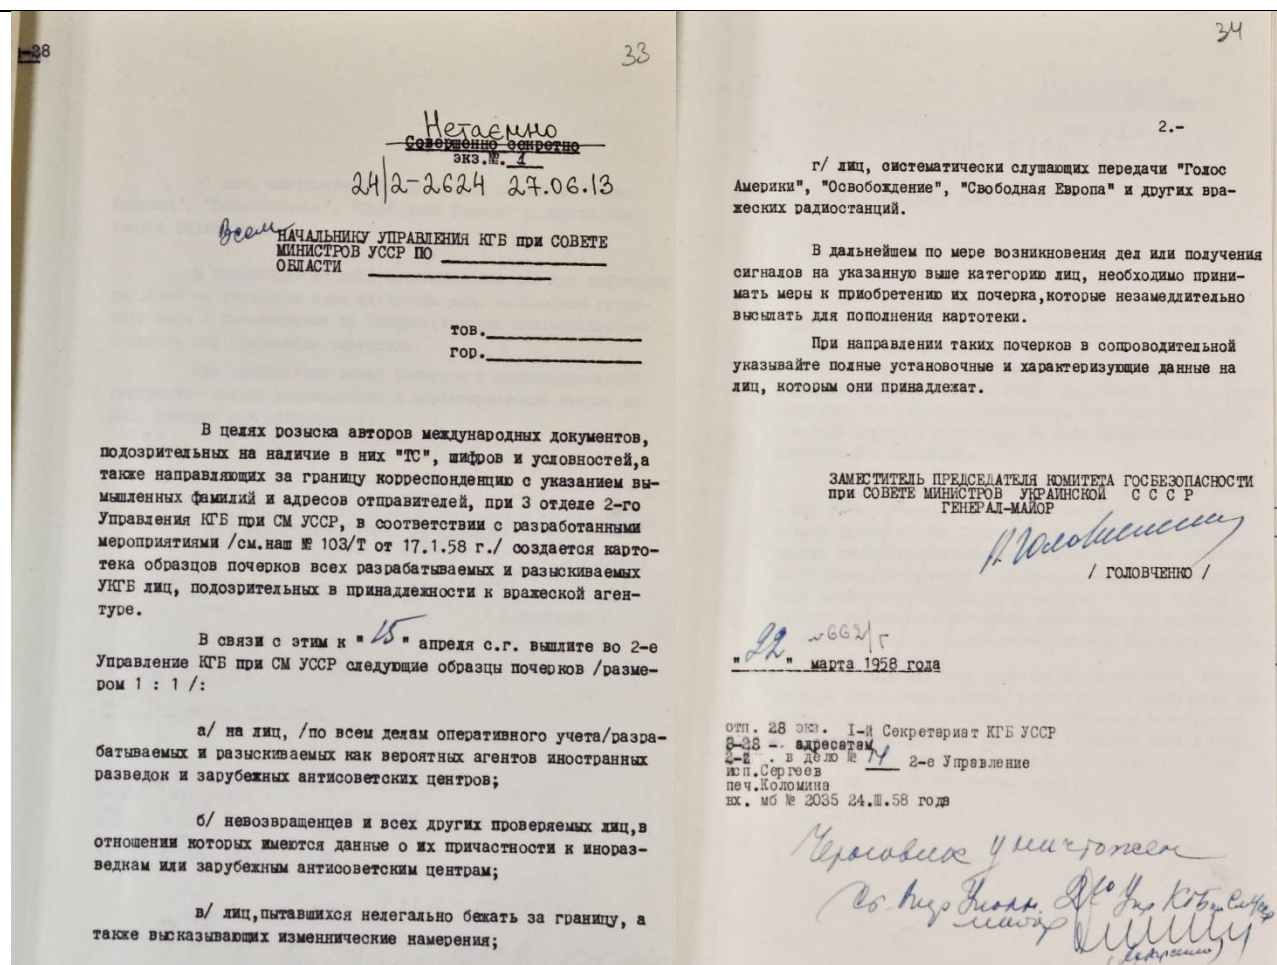 33
Нетаємно
Совершенно секретно
экз.№. 1
24/2-2624 27.06.13
Всем НАЧАЛЬНИКУ УПРАВЛЕНИЯ КГБ при СОВЕТЕ
МИНИСТРОВ УССР ПО
ОБЛАСТИ
тов.
гор.
В целях розыска авторов международных документов,
подозрительных на наличие в них "ТС", шифров и условностей,а
также направляющих за границу корреспонденцию с указанием вы-
мышленных фамилий и адресов отправителей, при 3 отделе 2-го
Управления КГБ при СМ УССР, в соответствии с разработанными
мероприятиями /см.наш № 103/Т от 17.1.58 г./ создается карто-
тека образцов почерков всех разрабатываемых и разыскиваемых
УКГБ лиц, подозрительных в принадлежности к вражеской аген-
туре.
В связи с этим к "15" апреля с.г. вышлите во 2-е
Управление КГБ при СМ УССР следующие образцы почерков /разме-
ром 1 : 1 /:
а/ на лиц, /по всем делам оперативного учета/разра-
батываемых и разыскиваемых как вероятных агентов иностранных
разведок и зарубежных антисоветских центров;
б/ невозвращенцев и всех других проверяемых лиц,в
отношении которых имеются данные о их причастности к инораз-
ведкам или зарубежным антисоветским центрам;
в/ лиц,пытавшихся нелегально бежать за границу, а
также высказывающих изменнические намерения;
34
2.-
г/ лиц, систематически слушающих передачи "Голос
Америки", "Освобождение", "Свободная Европа" и других вра-
жеских радиостанций.
В дальнейшем по мере возникновения дел или получения
сигналов на указанную выше категорию лиц, необходимо прини-
мать меры к приобретению их почерка,которые незамедлительно
высылать для пополнения картотеки.
При направлении таких почерков в сопроводительной
указывайте полные установочные и характеризующие данные на
лиц, которым они принадлежат.
ЗАМЕСТИТЕЛЬ ПРЕДСЕДАТЕЛЯ КОМИТЕТА ГОСБЕЗОПАСНОСТИ
при СОВЕТЕ МИНИСТРОВ УКРАИНСКОЙ С С С Р
ГЕНЕРАЛ-МАЙОР
/ ГОЛОВЧЕНКО /
№662/г
"22" марта 1958 года
отп. 28 экз. I-й Секретариат КГБ УССР
адресатам
в дело № 2-е Управление
исп.Сергеев
печ.Коломина
вх. мб № 2035 24.III.58 года
Черновик уничтожен